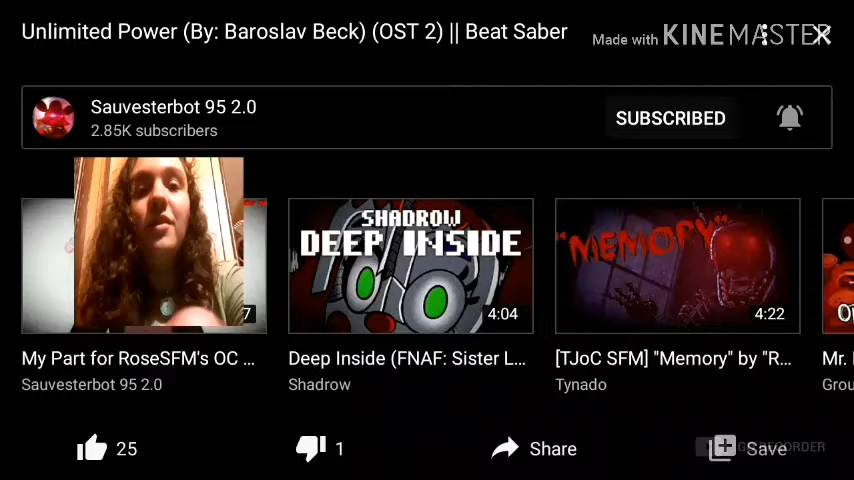 Unlimited Power (By: Baroslav Beck) (OST 2) || Beat Saber
Made with KINEMASTER
Sauvesterbot 95 2.0
2.85K subscribers
SUBSCRIBED
SHADROW
DEEP INSIDE
"MEMORY"
7
4:04
4:22
My Part for RoseSFM's OC ...
Deep Inside (FNAF: Sister L...
[TJoC SFM] "Memory" by "R...
Mr.
Sauvesterbot 95 2.0
Shadrow
Tynado
Grou
25
1
Share
Save
RECORDER